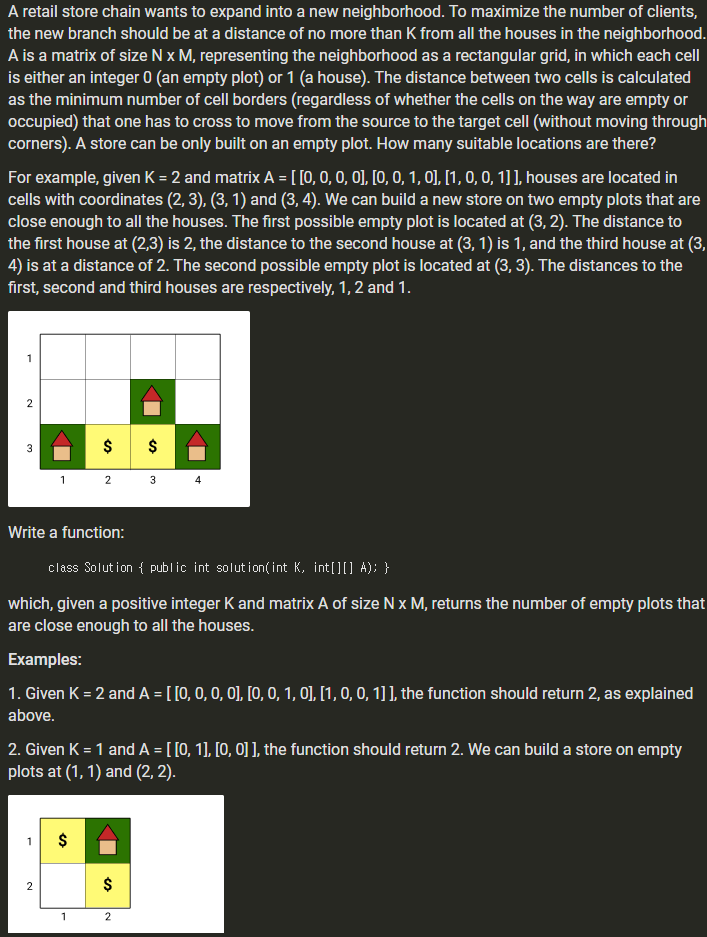 A retail store chain wants to expand into a new neighborhood. To maximize the number of clients,
the new branch should be at a distance of no more than K from all the houses in the neighborhood.
A is a matrix of size N x M, representing the neighborhood as a rectangular grid, in which each cell
is either an integer 0 (an empty plot) or 1 (a house). The distance between two cells is calculated
as the minimum number of cell borders (regardless of whether the cells on the way are empty or
occupied) that one has to cross to move from the source to the target cell (without moving through
corners). A store can be only built on an empty plot. How many suitable locations are there?
For example, given K = 2 and matrix A = [ [0, 0, 0, 0], [0, 0, 1, 0], [1, 0, 0, 1] ], houses are located in
cells with coordinates (2, 3), (3, 1) and (3, 4). We can build a new store on two empty plots that are
close enough to all the houses. The first possible empty plot is located at (3, 2). The distance to
the first house at (2,3) is 2, the distance to the second house at (3, 1) is 1, and the third house at (3,
4) is at a distance of 2. The second possible empty plot is located at (3, 3). The distances to the
first, second and third houses are respectively, 1, 2 and 1.
1
2
3 $ $
1 2 3 4
Write a function:
class Solution { public int solution(int K, int[][] A); }
which, given a positive integer K and matrix A of size N x M, returns the number of empty plots that
are close enough to all the houses.
Examples:
1. Given K = 2 and A = [ [0, 0, 0, 0], [0, 0, 1, 0], [1, 0, 0, 1] ], the function should return 2, as explained
above.
2. Given K = 1 and A = [ [0, 1], [0, 0] ], the function should return 2. We can build a store on empty
plots at (1, 1) and (2, 2).
1 $
2 $
1 2